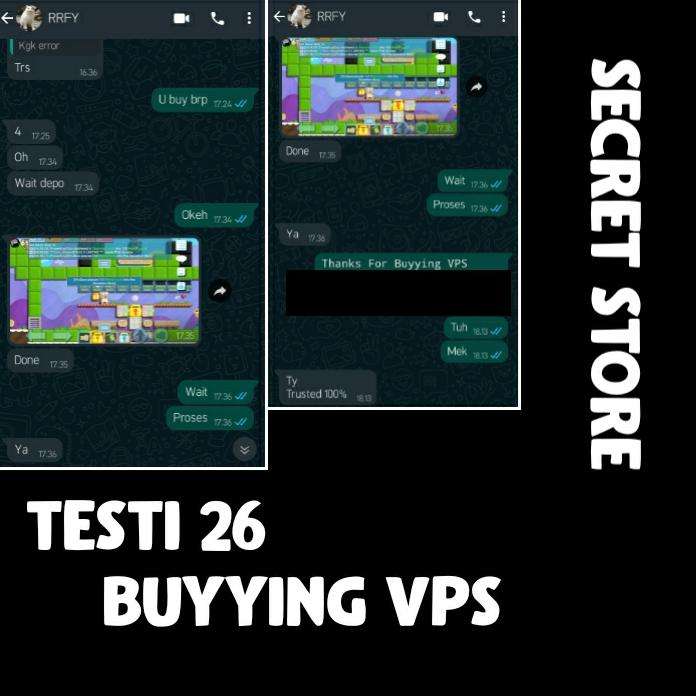 RRFY
Kgk error
Trs
16.36
U buy brp 17.24
4 17.25
Oh 17.34
Wait depo 17.34
Okeh 17.34
17.35
Done 17.35
Wait 17.36
Proses 17.36
Ya 17.36
RRFY
17.35
Done 17.35
Wait 17.36
Proses 17.36
Ya 17.36
Thanks For Buyying VPS
Tuh 18.13
Mek 18.13
Ty
Trusted 100% 18.13
SECRET STORE
TESTI 26
BUYYING VPS